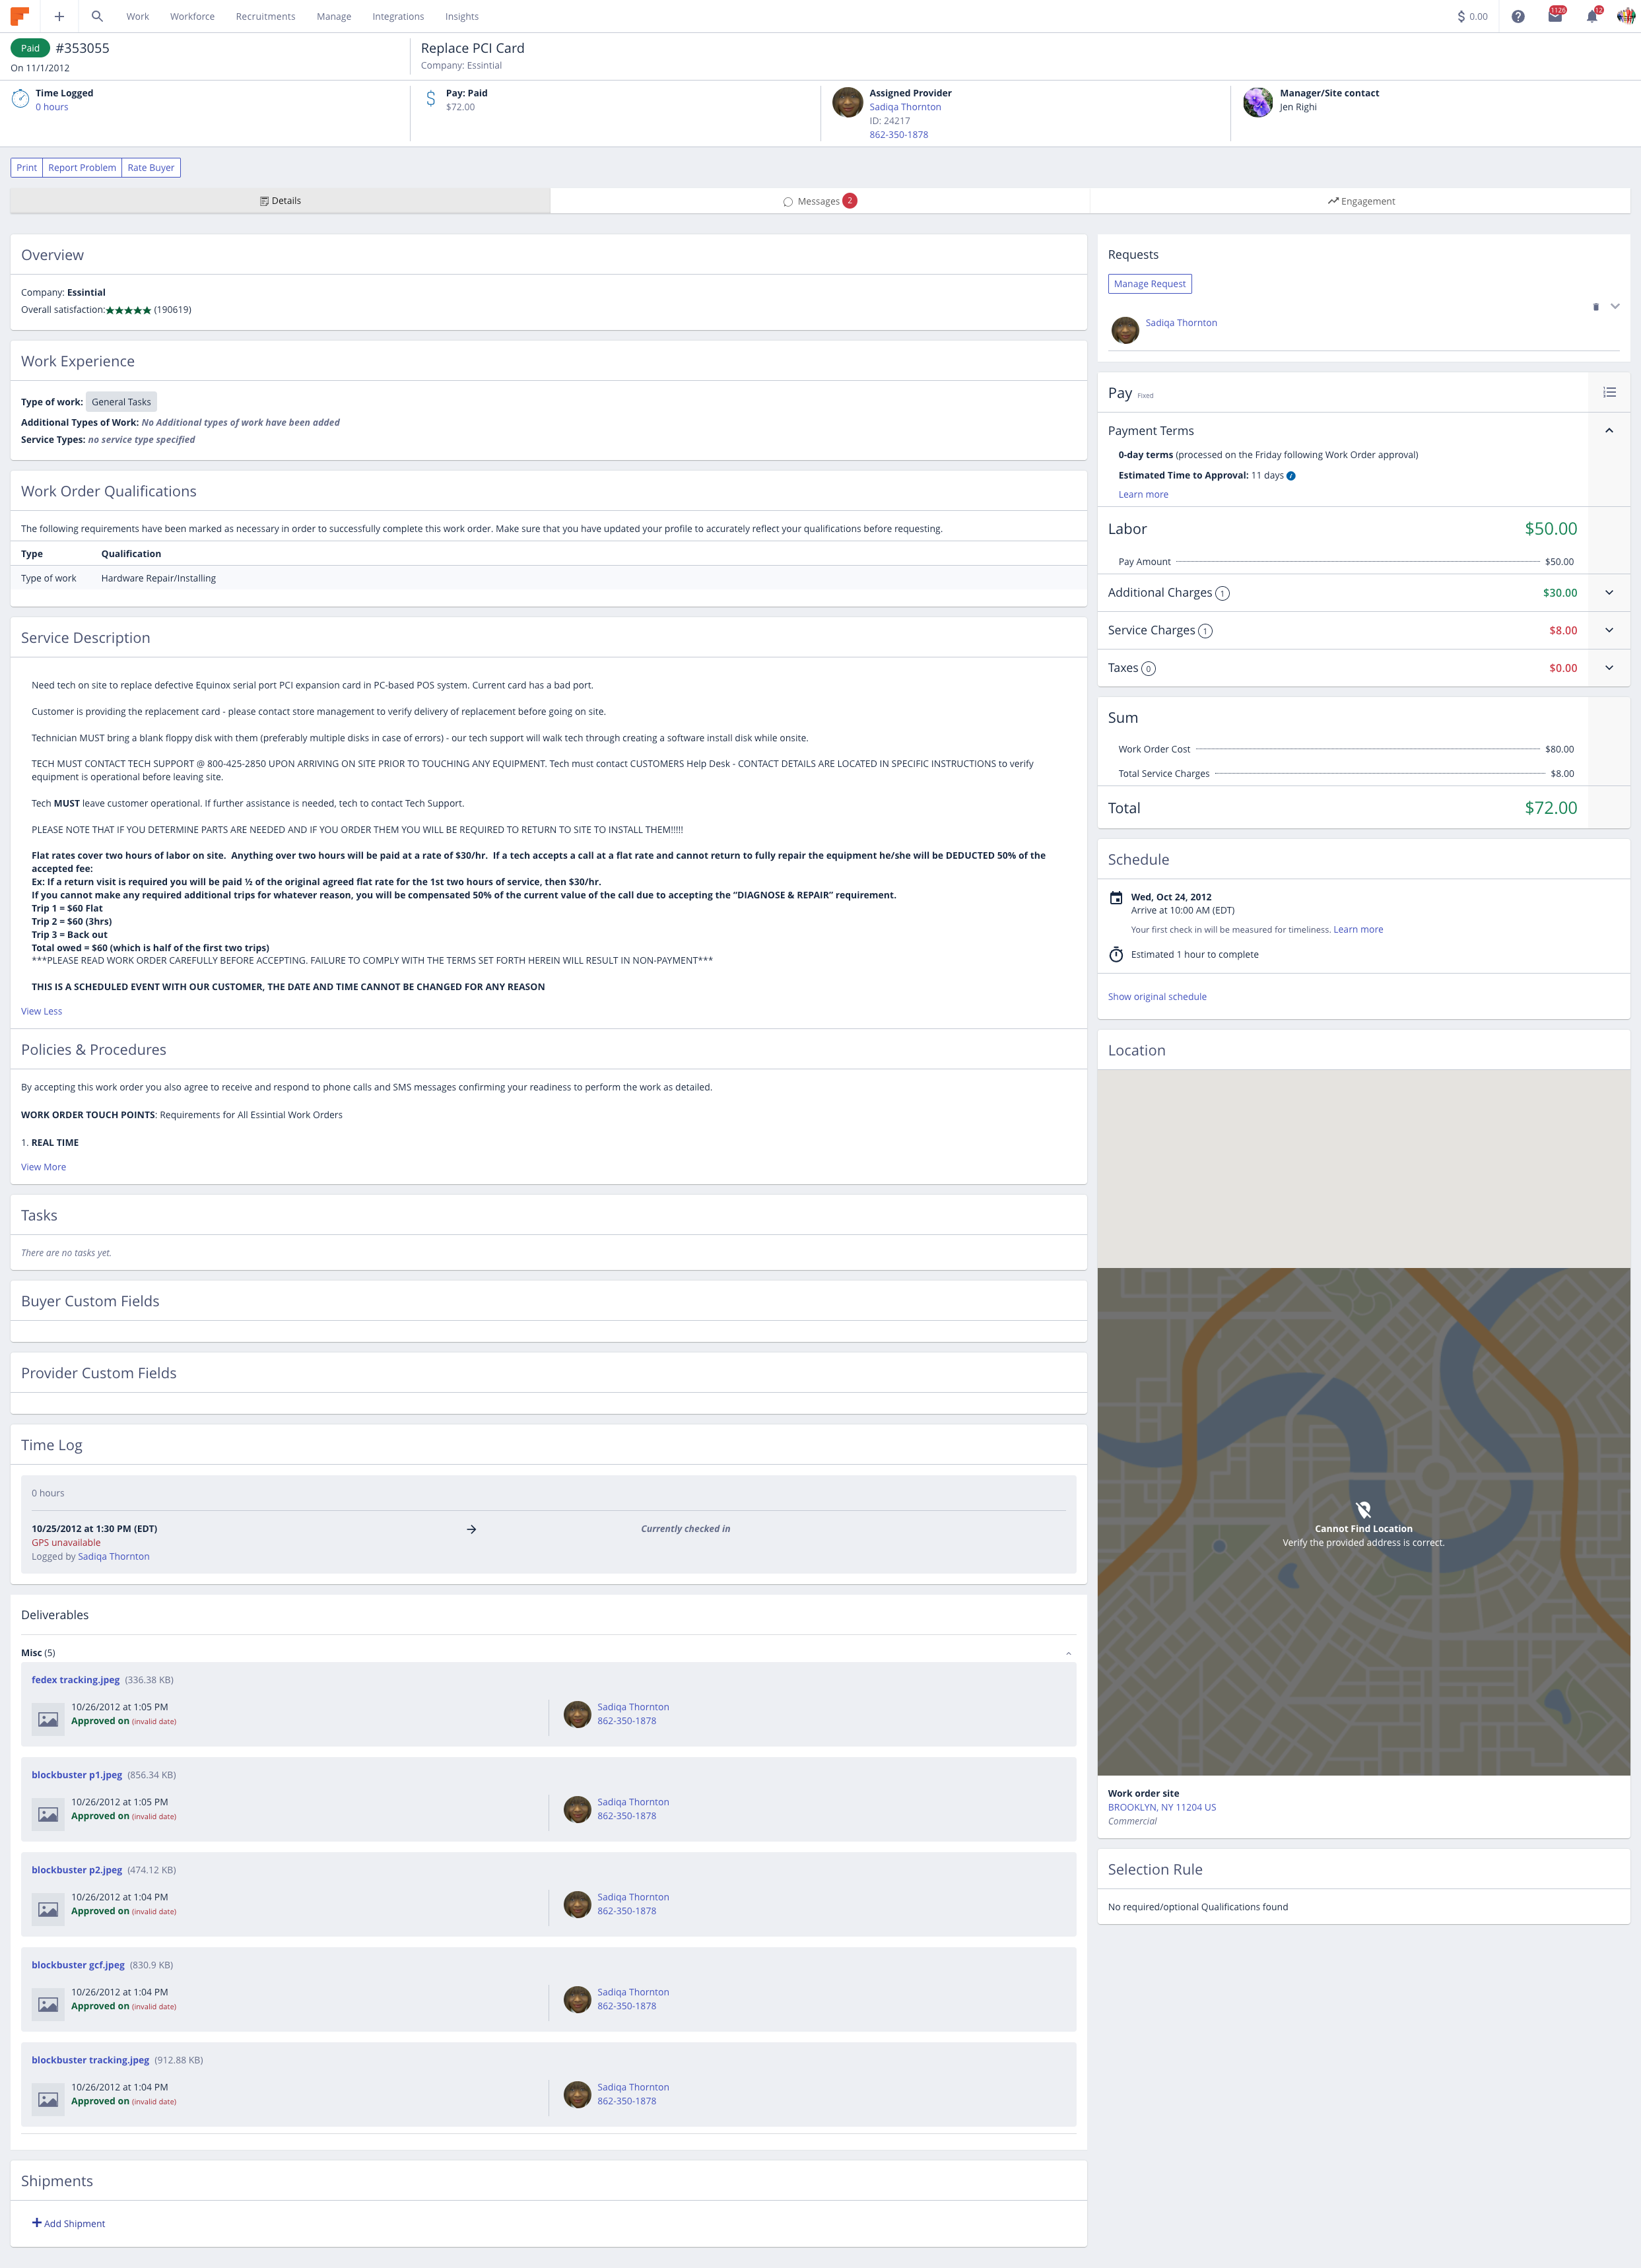 Work Workforce Recruitments Manage Integrations Insights
$ 0.00 1126 12
Paid #353055
On 11/1/2012
Replace PCI Card
Company: Essintial
Time Logged
0 hours
Pay: Paid
$72.00
Assigned Provider
Sadiqa Thornton
ID: 24217
862-350-1878
Manager/Site contact
Jen Righi
Print Report Problem Rate Buyer
Details
Messages 2
Engagement
Overview
Company: Essintial
Overall satisfaction:★★★★★ (190619)
Work Experience
Type of work: General Tasks
Additional Types of Work: No Additional types of work have been added
Service Types: no service type specified
Work Order Qualifications
The following requirements have been marked as necessary in order to successfully complete this work order. Make sure that you have updated your profile to accurately reflect your qualifications before requesting.
Type Qualification
Type of work Hardware Repair/Installing
Service Description
Need tech on site to replace defective Equinox serial port PCI expansion card in PC-based POS system. Current card has a bad port.
Customer is providing the replacement card - please contact store management to verify delivery of replacement before going on site.
Technician MUST bring a blank floppy disk with them (preferably multiple disks in case of errors) - our tech support will walk tech through creating a software install disk while onsite.
TECH MUST CONTACT TECH SUPPORT @ 800-425-2850 UPON ARRIVING ON SITE PRIOR TO TOUCHING ANY EQUIPMENT. Tech must contact CUSTOMERS Help Desk - CONTACT DETAILS ARE LOCATED IN SPECIFIC INSTRUCTIONS to verify
equipment is operational before leaving site.
Tech MUST leave customer operational. If further assistance is needed, tech to contact Tech Support.
PLEASE NOTE THAT IF YOU DETERMINE PARTS ARE NEEDED AND IF YOU ORDER THEM YOU WILL BE REQUIRED TO RETURN TO SITE TO INSTALL THEM!!!!!
Flat rates cover two hours of labor on site. Anything over two hours will be paid at a rate of $30/hr. If a tech accepts a call at a flat rate and cannot return to fully repair the equipment he/she will be DEDUCTED 50% of the
accepted fee:
Ex: If a return visit is required you will be paid ½ of the original agreed flat rate for the 1st two hours of service, then $30/hr.
If you cannot make any required additional trips for whatever reason, you will be compensated 50% of the current value of the call due to accepting the “DIAGNOSE & REPAIR” requirement.
Trip 1 = $60 Flat
Trip 2 = $60 (3hrs)
Trip 3 = Back out
Total owed = $60 (which is half of the first two trips)
***PLEASE READ WORK ORDER CAREFULLY BEFORE ACCEPTING. FAILURE TO COMPLY WITH THE TERMS SET FORTH HEREIN WILL RESULT IN NON-PAYMENT***
THIS IS A SCHEDULED EVENT WITH OUR CUSTOMER, THE DATE AND TIME CANNOT BE CHANGED FOR ANY REASON
View Less
Policies & Procedures
By accepting this work order you also agree to receive and respond to phone calls and SMS messages confirming your readiness to perform the work as detailed.
WORK ORDER TOUCH POINTS: Requirements for All Essintial Work Orders
1. REAL TIME
View More
Tasks
There are no tasks yet.
Buyer Custom Fields
Provider Custom Fields
Time Log
0 hours
10/25/2012 at 1:30 PM (EDT) → Currently checked in
GPS unavailable
Logged by Sadiqa Thornton
Deliverables
Misc (5)
fedex tracking.jpeg (336.38 KB)
10/26/2012 at 1:05 PM
Approved on (invalid date)
Sadiqa Thornton
862-350-1878
blockbuster p1.jpeg (856.34 KB)
10/26/2012 at 1:05 PM
Approved on (invalid date)
Sadiqa Thornton
862-350-1878
blockbuster p2.jpeg (474.12 KB)
10/26/2012 at 1:04 PM
Approved on (invalid date)
Sadiqa Thornton
862-350-1878
blockbuster gcf.jpeg (830.9 KB)
10/26/2012 at 1:04 PM
Approved on (invalid date)
Sadiqa Thornton
862-350-1878
blockbuster tracking.jpeg (912.88 KB)
10/26/2012 at 1:04 PM
Approved on (invalid date)
Sadiqa Thornton
862-350-1878
Shipments
+ Add Shipment
Requests
Manage Request
Sadiqa Thornton
Pay Fixed
Payment Terms
0-day terms (processed on the Friday following Work Order approval)
Estimated Time to Approval: 11 days
Learn more
Labor $50.00
Pay Amount $50.00
Additional Charges 1 $30.00
Service Charges 1 $8.00
Taxes 0 $0.00
Sum
Work Order Cost $80.00
Total Service Charges $8.00
Total $72.00
Schedule
Wed, Oct 24, 2012
Arrive at 10:00 AM (EDT)
Your first check in will be measured for timeliness. Learn more
Estimated 1 hour to complete
Show original schedule
Location
Cannot Find Location
Verify the provided address is correct.
Work order site
BROOKLYN, NY 11204 US
Commercial
Selection Rule
No required/optional Qualifications found